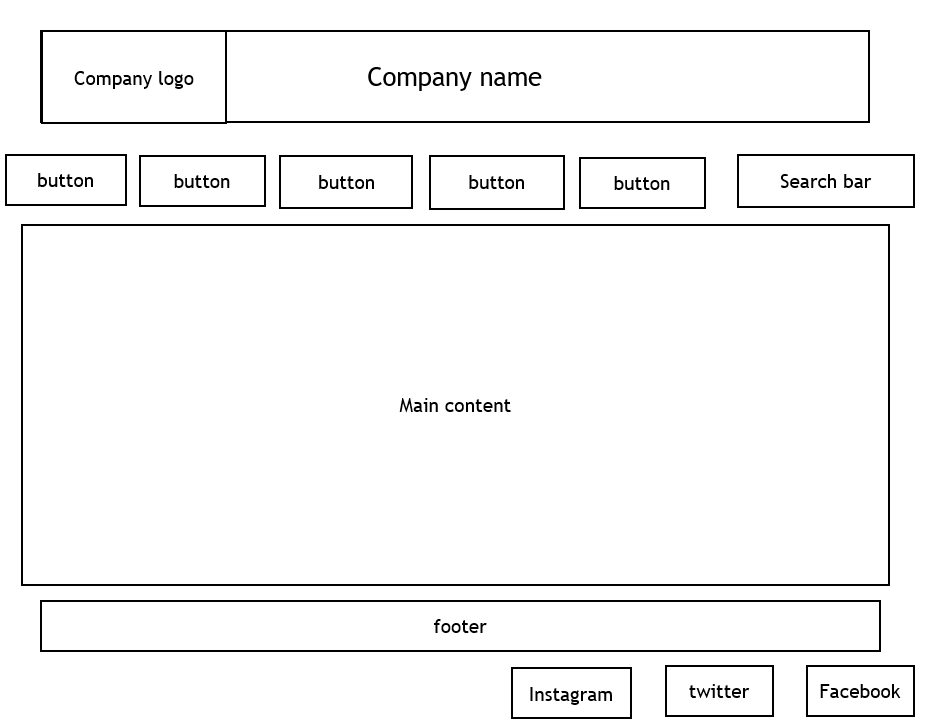 Company logo
Company name
button
button
button
button
button
Search bar
Main content
footer
Instagram
twitter
Facebook